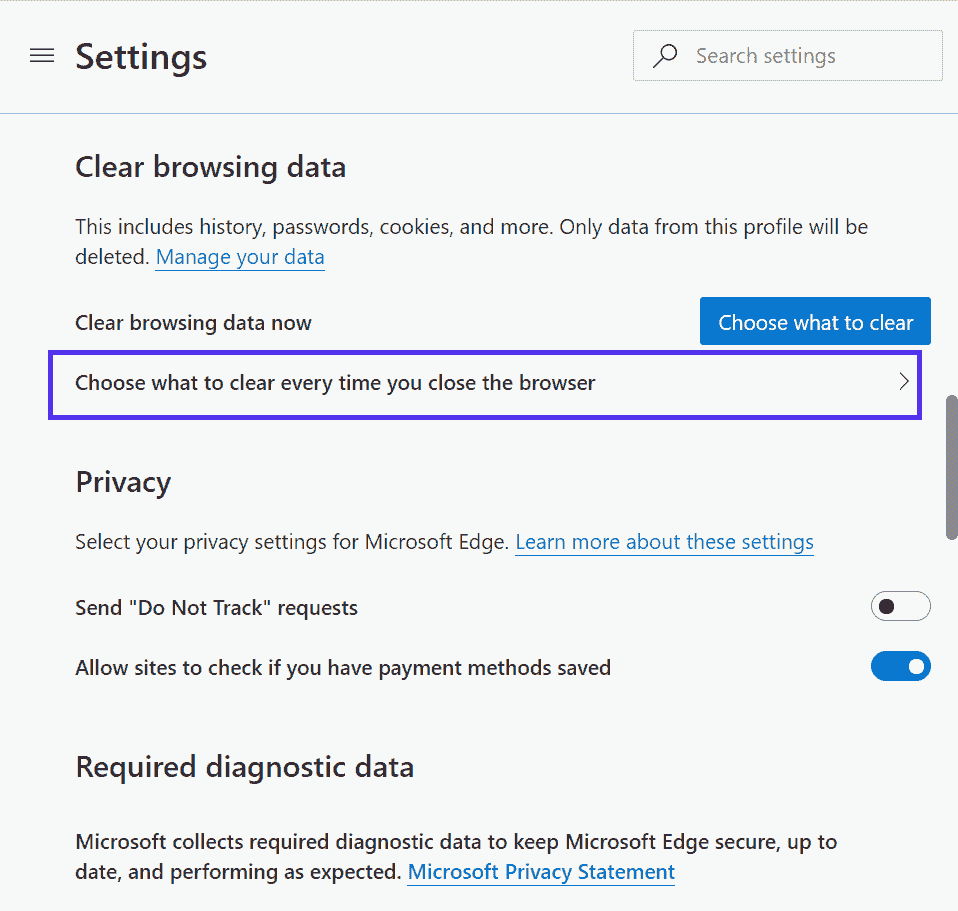 Settings
Search settings
Clear browsing data
This includes history, passwords, cookies, and more. Only data from this profile will be
deleted. Manage your data
Clear browsing data now
Choose what to clear
Choose what to clear every time you close the browser
Privacy
Select your privacy settings for Microsoft Edge. Learn more about these settings
Send "Do Not Track" requests
Allow sites to check if you have payment methods saved
Required diagnostic data
Microsoft collects required diagnostic data to keep Microsoft Edge secure, up to
date, and performing as expected. Microsoft Privacy Statement